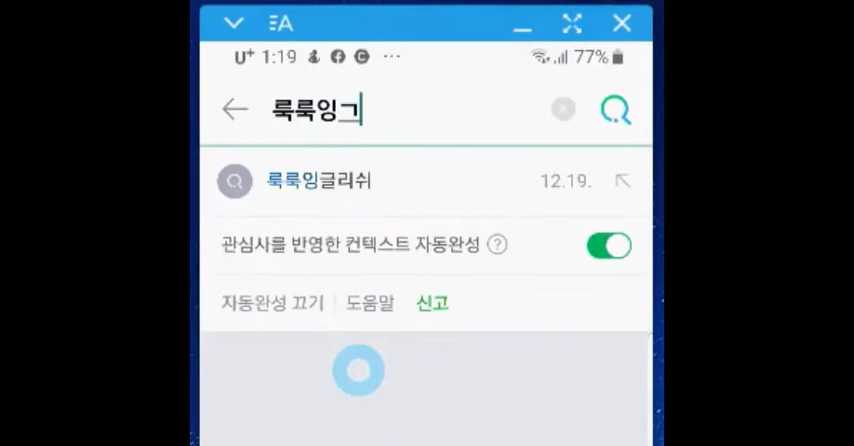 ΞA
U+ 1:19 ··· 77%
룩룩잉ㄱ
룩룩잉글리쉬 12.19.
관심사를 반영한 컨텍스트 자동완성 ?
자동완성 끄기 도움말 신고